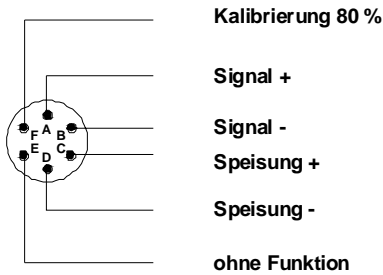 Kalibrierung 80 %
Signal +
A
F B
Signal -
E C
D
Speisung +
Speisung -
ohne Funktion